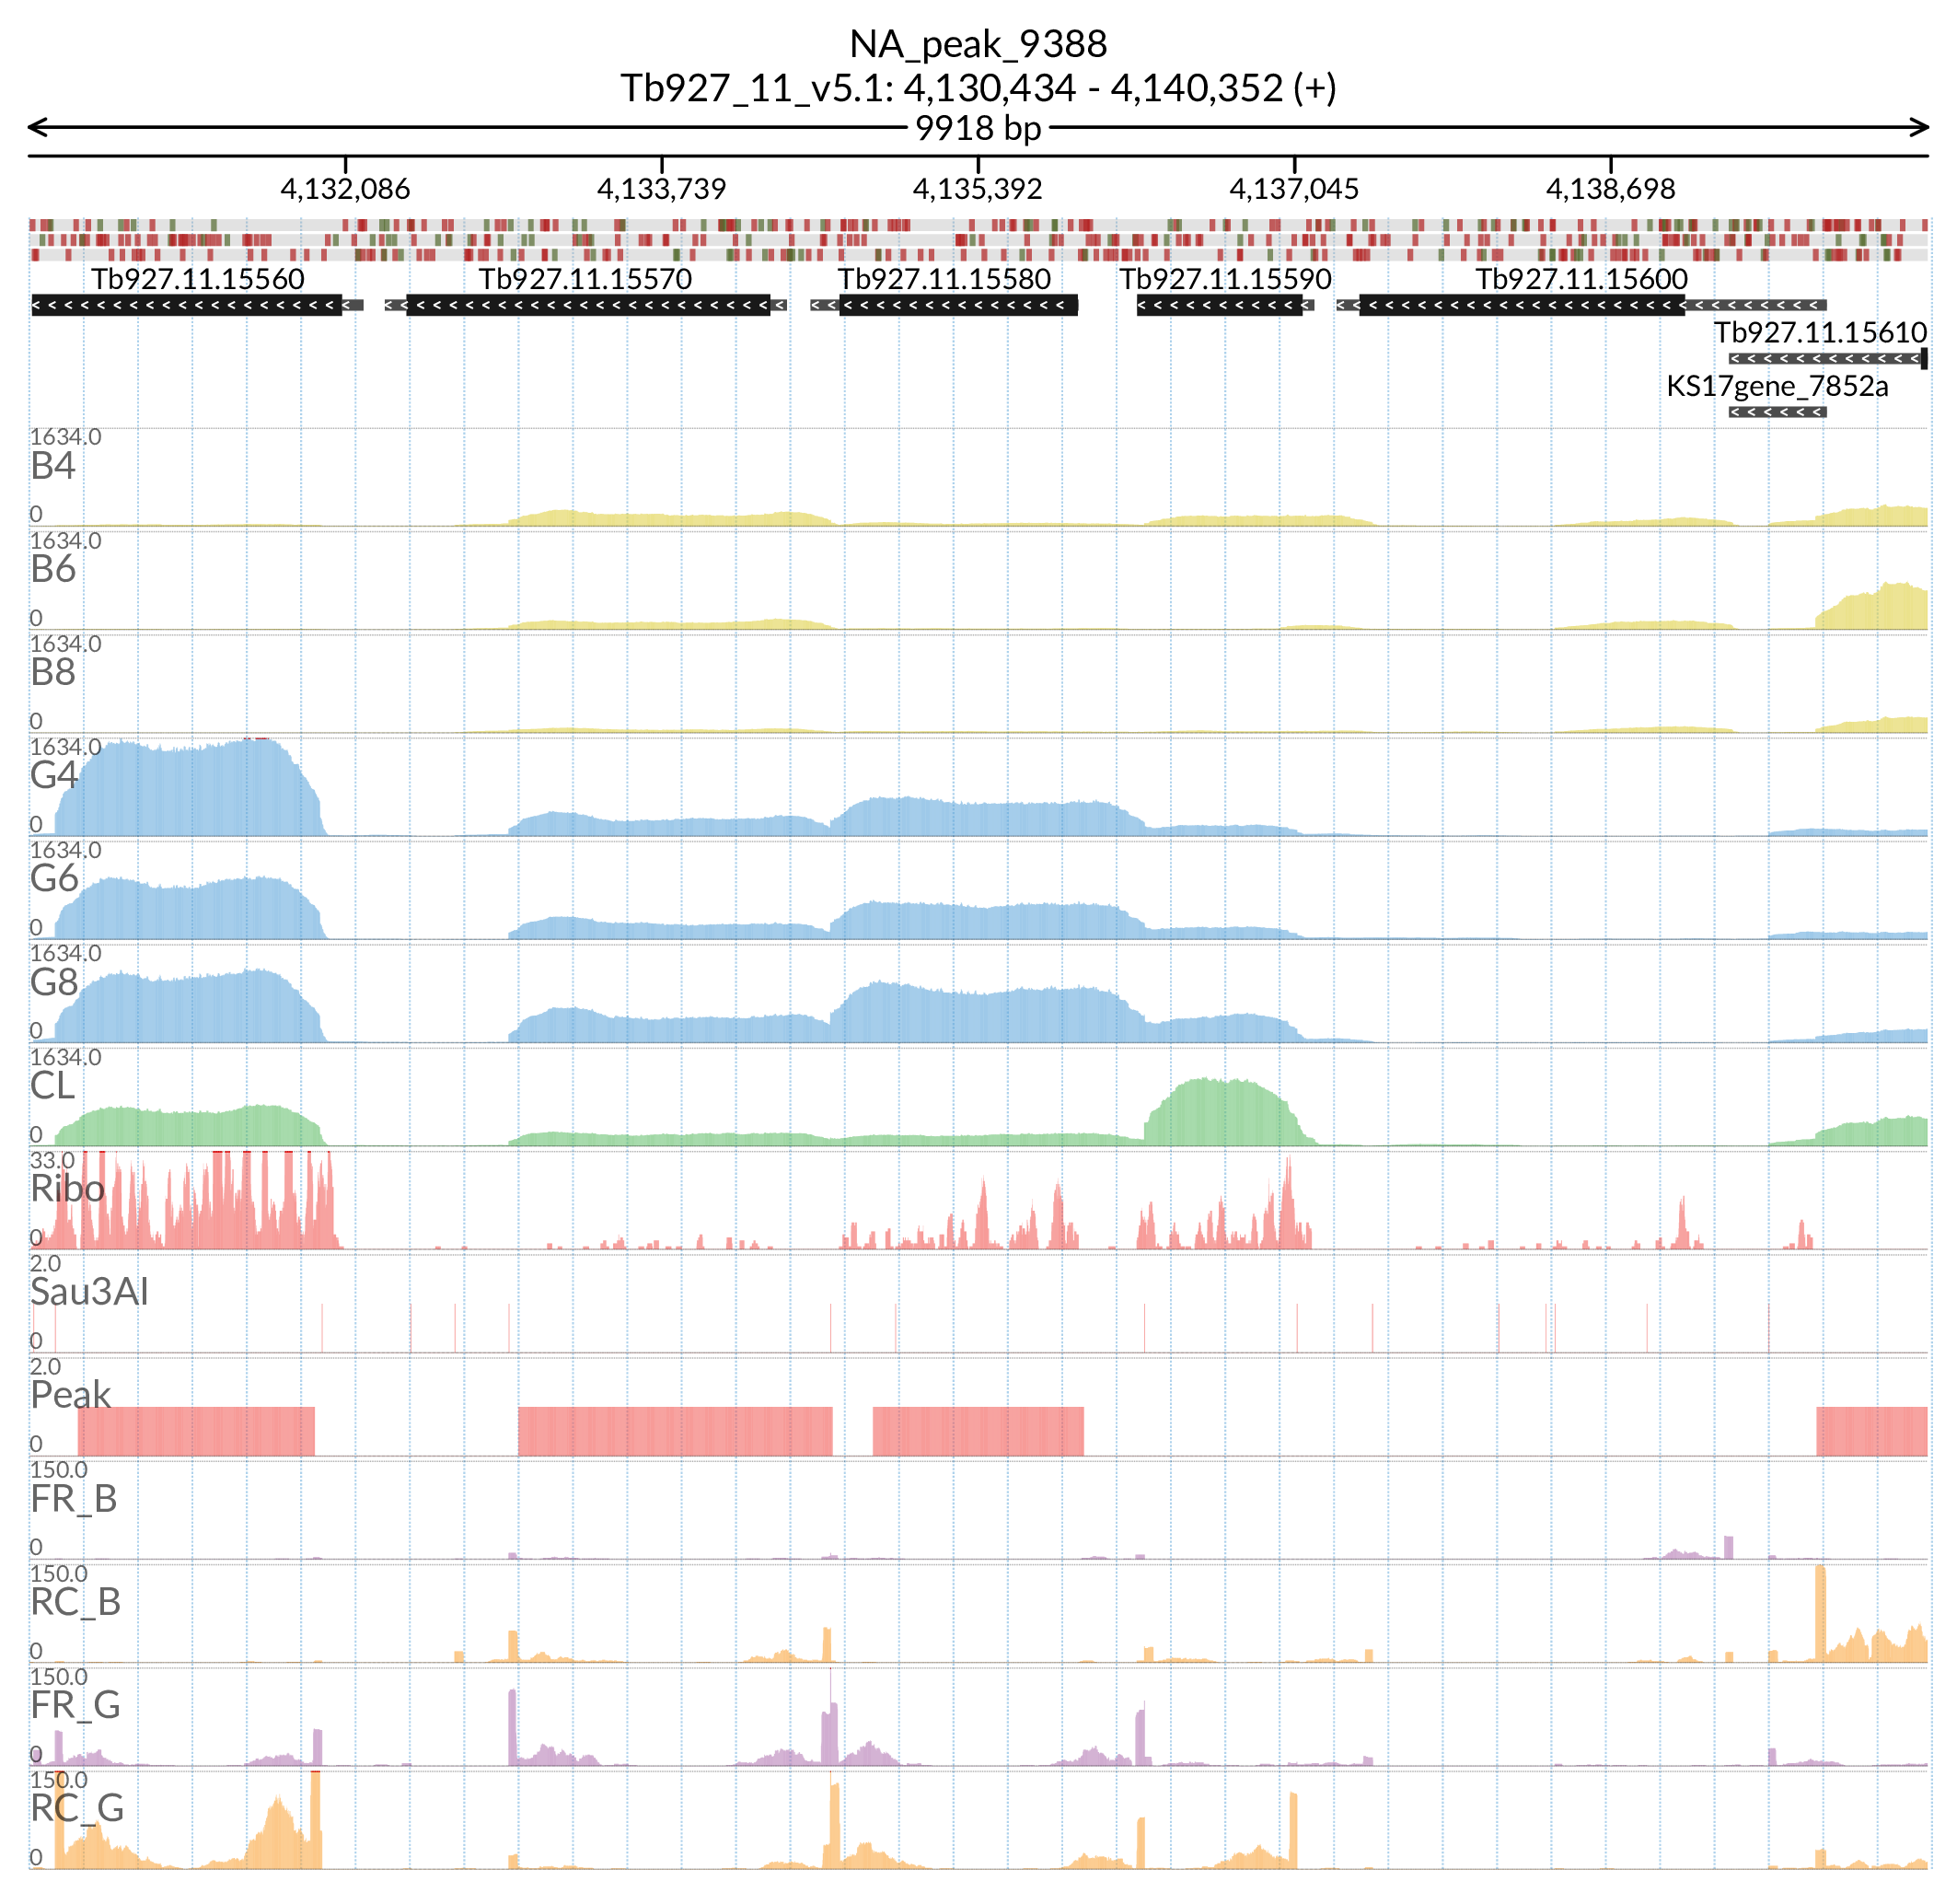 NA_peak_9388
Tb927_11_v5.1: 4,130,434 - 4,140,352 (+)
9918 bp
4,132,086 4,133,739 4,135,392 4,137,045 4,138,698
Tb927.11.15560 Tb927.11.15570 Tb927.11.15580 Tb927.11.15590 Tb927.11.15600
Tb927.11.15610
KS17gene_7852a
1634.0
B4
0
1634.0
B6
0
1634.0
B8
0
1634.0
G4
0
1634.0
G6
0
1634.0
G8
0
1634.0
CL
0
33.0
Ribo
0
2.0
Sau3AI
0
2.0
Peak
0
150.0
FR_B
0
150.0
RC_B
0
150.0
FR_G
0
150.0
RC_G
0